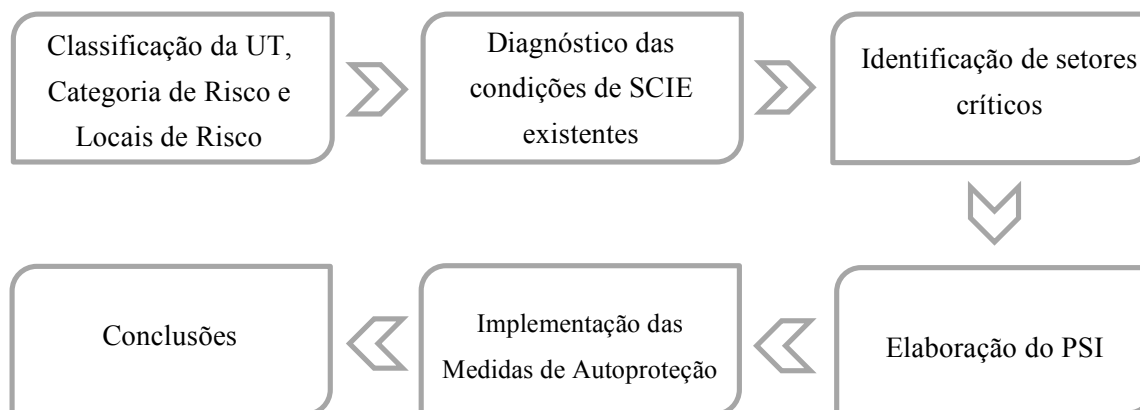 Classificação da UT,
Categoria de Risco e
Locais de Risco
Diagnóstico das
condições de SCIE
existentes
Identificação de setores
críticos
Elaboração do PSI
Implementação das
Medidas de Autoproteção
Conclusões